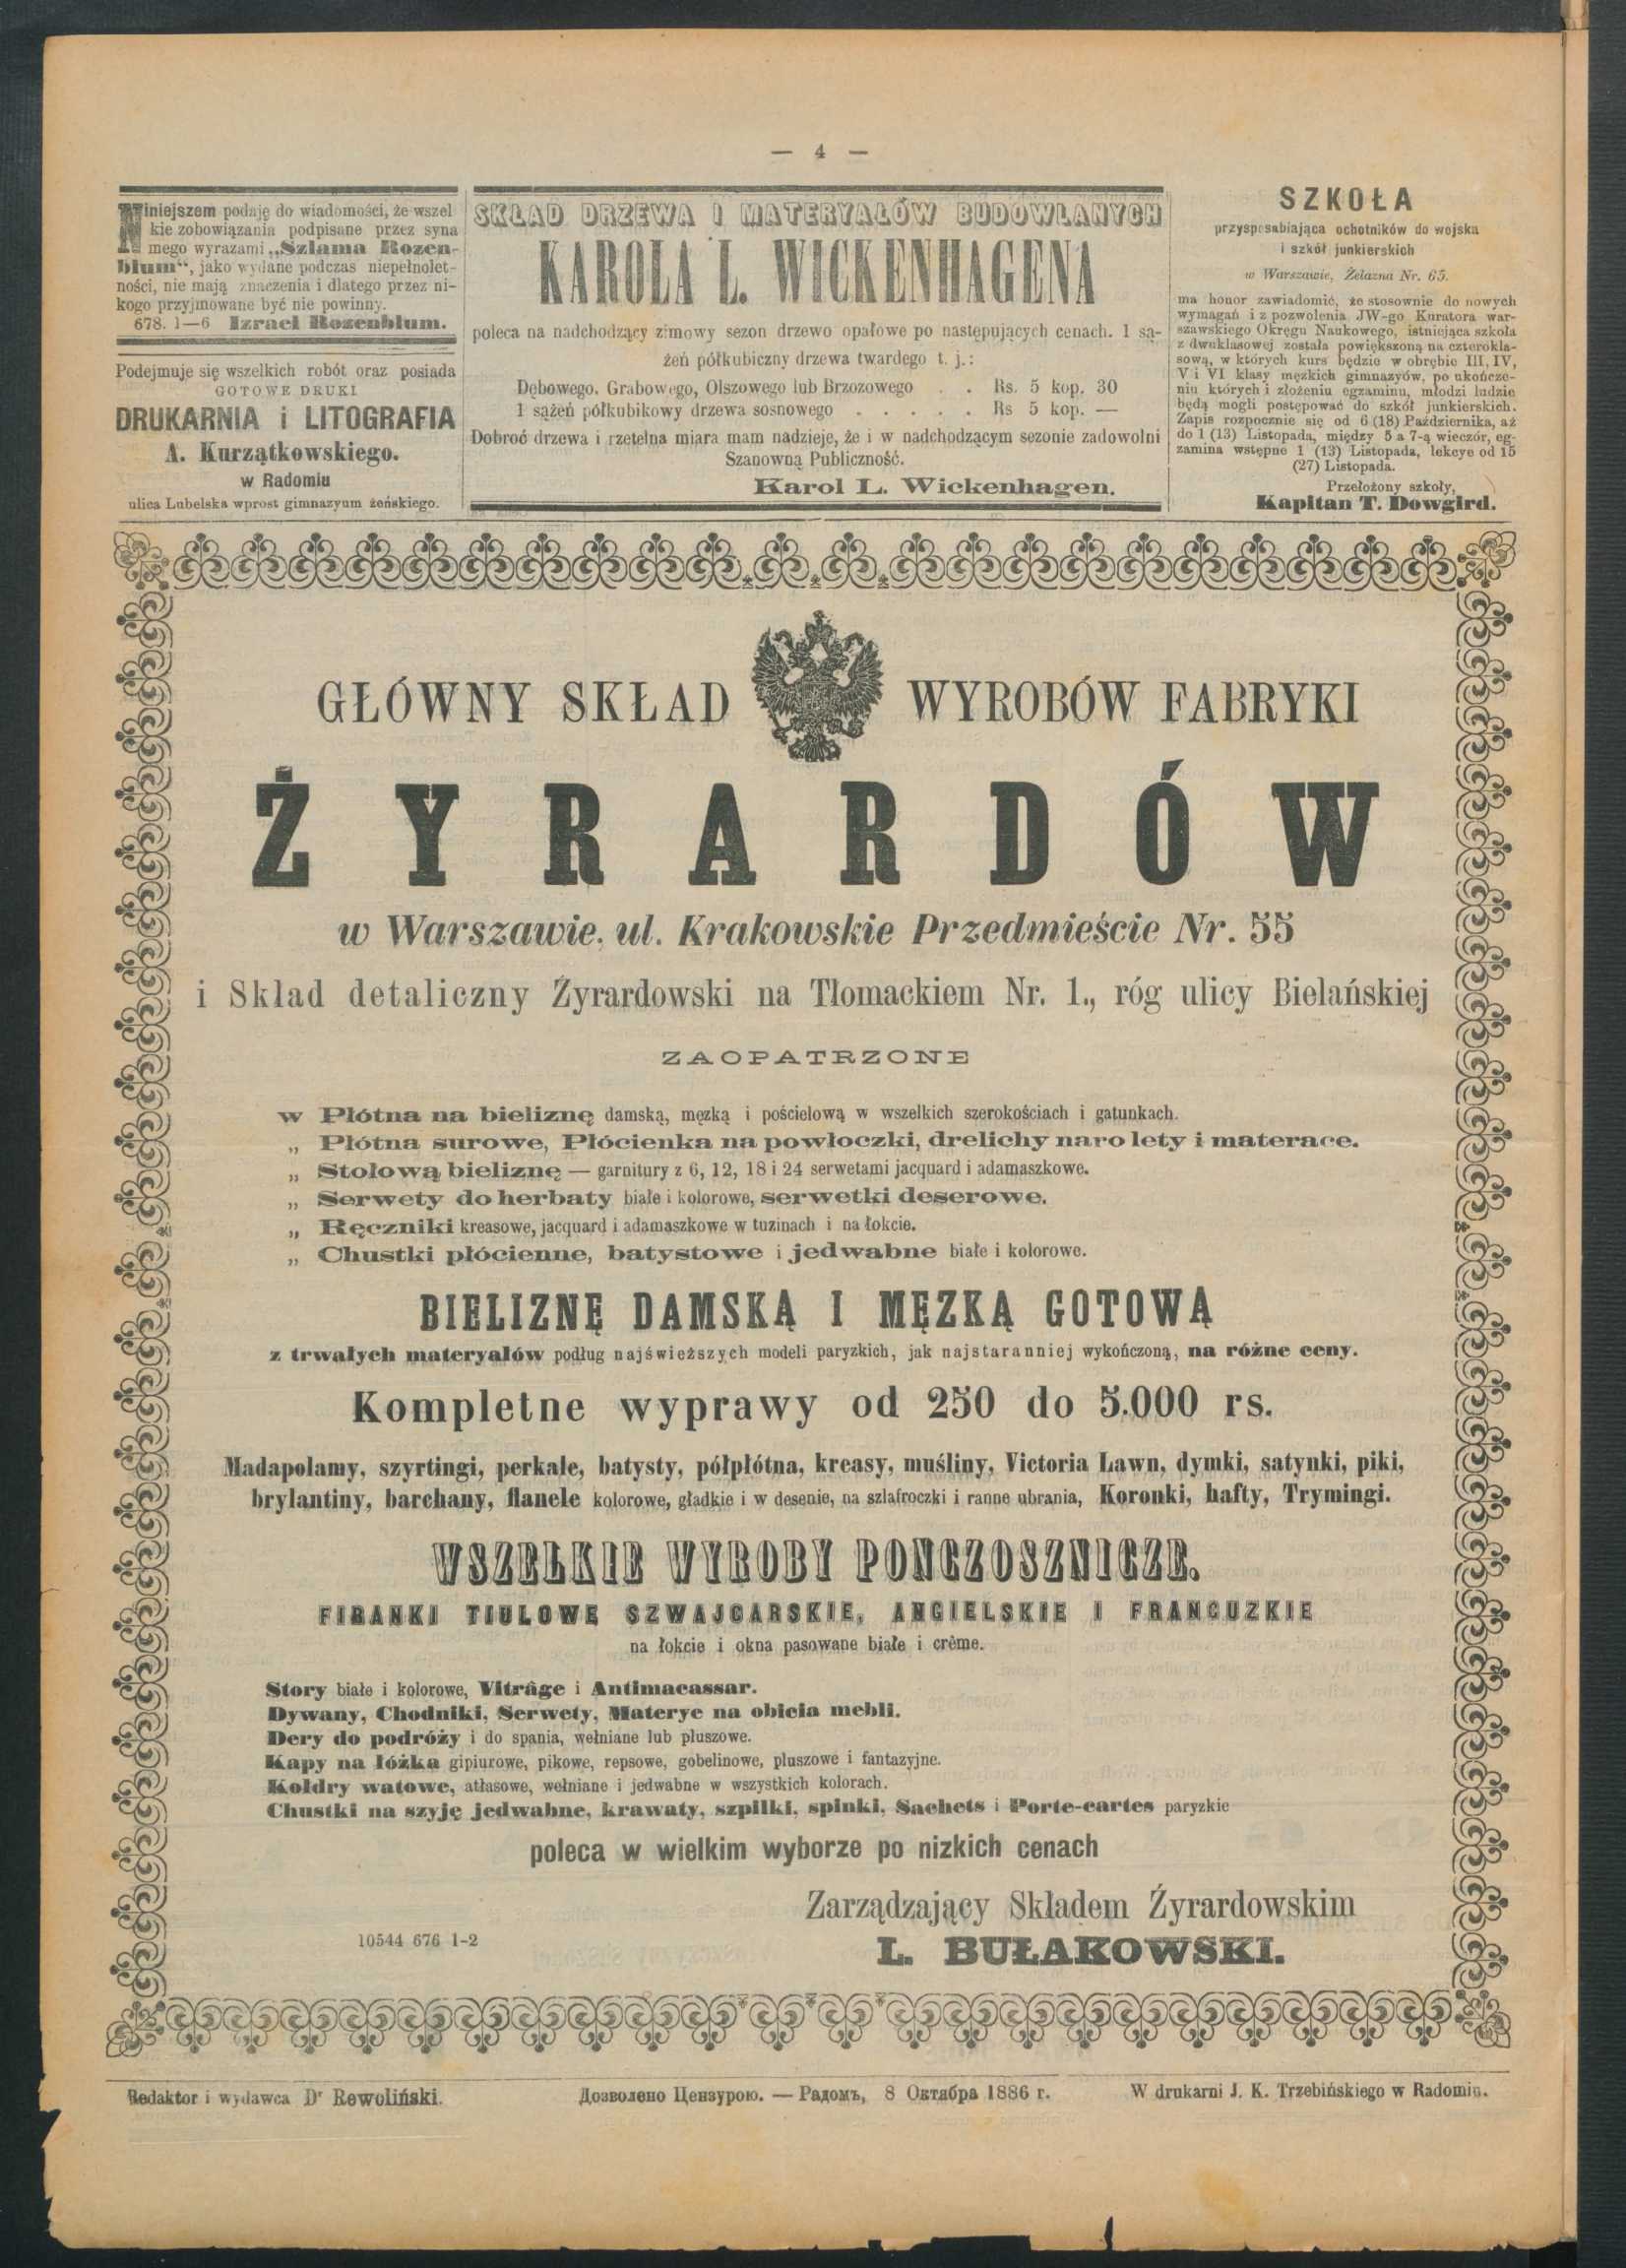 — 4 —
Niniejszem podaję do wiadomości, że wszel
kie zobowiązania podpisane przez syna
mego wyrazami „Szlama Rozen-
blum“, jako wydane podczas niepełnolet-
ności, nie mają znaczenia i dlatego przez ni-
kogo przyjmowane być nie powinny.
678. 1—6 Izrael Rozenblum.
Podejmuje się wszelkich robót oraz posiada
GOTOWE DRUKI
DRUKARNIA i LITOGRAFIA
A. Kurzątkowskiego.
w Radomiu
ulica Lubelska wprost gimnazyum żeńskiego.
SKŁAD DRZEWA I MATERYAŁÓW BUDOWLANYCH
KAROLA L. WICKENHAGENA
poleca na nadchodzący zimowy sezon drzewo opałowe po następujących cenach. 1 są-
żeń półkubiczny drzewa twardego t. j.:
Dębowego, Grabowego, Olszowego lub Brzozowego . . Rs. 5 kop. 30
1 sążeń półkubikowy drzewa sosnowego . . . . . Rs 5 kop. —
Dobroć drzewa i rzetelna miara mam nadzieję, że i w nadchodzącym sezonie zadowolni
Szanowną Publiczność.
Karol L. Wickenhagen.
SZKOŁA
przysposabiająca ochotników do wojska
i szkół junkierskich
w Warszawie, Żelazna Nr. 65.
ma honor zawiadomić, że stosownie do nowych
wymagań i z pozwolenia JW-go Kuratora war-
szawskiego Okręgu Naukowego, istniejąca szkoła
z dwuklasowej została powiększoną na czterokla-
sową, w których kurs będzie w obrębie III, IV,
V i VI klasy męzkich gimnazyów, po ukończe-
niu których i złożeniu egzaminu, młodzi ludzie
będą mogli postępować do szkół junkierskich.
Zapis rozpocznie się od 6 (18) Października, aż
do 1 (13) Listopada, między 5 a 7-ą wieczór, eg-
zamina wstępne 1 (13) Listopada, lekcye od 15
(27) Listopada.
Przełożony szkoły,
Kapitan T. Dowgird.
GŁÓWNY SKŁAD WYROBÓW FABRYKI
ŻYRARDÓW
w Warszawie, ul. Krakowskie Przedmieście Nr. 55
i Skład detaliczny Żyrardowski na Tłomackiem Nr. 1., róg ulicy Bielańskiej
ZAOPATRZONE
w Płótna na bieliznę damską, męzką i pościelową w wszelkich szerokościach i gatunkach.
„ Płótna surowe, Płócienka na powłoczki, drelichy na rolety i materace.
„ Stołową bieliznę — garnitury z 6, 12, 18 i 24 serwetami jacquard i adamaszkowe.
„ Serwety do herbaty białe i kolorowe, serwetki deserowe.
„ Ręczniki kreasowe, jacquard i adamaszkowe w tuzinach i na łokcie.
„ Chustki płócienne, batystowe i jedwabne białe i kolorowe.
BIELIZNĘ DAMSKĄ I MĘZKĄ GOTOWĄ
z trwałych materyałów podług najświeższych modeli paryzkich, jak najstaranniej wykończoną, na różne ceny.
Kompletne wyprawy od 250 do 5.000 rs.
Madapolamy, szyrtingi, perkale, batysty, półpłótna, kreasy, muśliny, Victoria Lawn, dymki, satynki, piki,
brylantiny, barchany, flanele kolorowe, gładkie i w desenie, na szlafroczki i ranne ubrania, Koronki, hafty, Trymingi.
WSZELKIE WYROBY PONCZOSZNICZE.
FIRANKI TIULOWE SZWAJCARSKIE, ANGIELSKIE I FRANCUZKIE
na łokcie i okna pasowane białe i crême.
Story białe i kolorowe, Vitrâge i Antimacassar.
Dywany, Chodniki, Serwety, Materye na obicia mebli.
Dery do podróży i do spania, wełniane lub pluszowe.
Kapy na łóżka gipiurowe, pikowe, repsowe, gobelinowe, pluszowe i fantazyjne.
Kołdry watowe, atłasowe, wełniane i jedwabne w wszystkich kolorach.
Chustki na szyję jedwabne, krawaty, szpilki, spinki, Sachets i Porte-cartes paryzkie
poleca w wielkim wyborze po nizkich cenach
Zarządzający Składem Żyrardowskim
10544 676 1-2
L. BUŁAKOWSKI.
Redaktor i wydawca Dr Rewoliński. Дозволено Цензурою. — Радомъ, 8 Октября 1886 г. W drukarni J. K. Trzebińskiego w Radomiu.